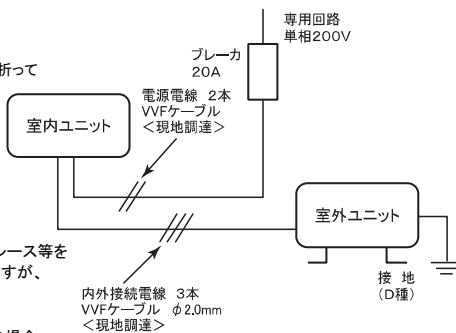 専用回路
単相200V
ブレーカ
20A
折って
電源電線 2本
VVFケーブル
＜現地調達＞
室内ユニット
室外ユニット
レース等を
すが、
接 地
（D種）
内外接続電線 3本
VVFケーブル φ2.0mm
＜現地調達＞